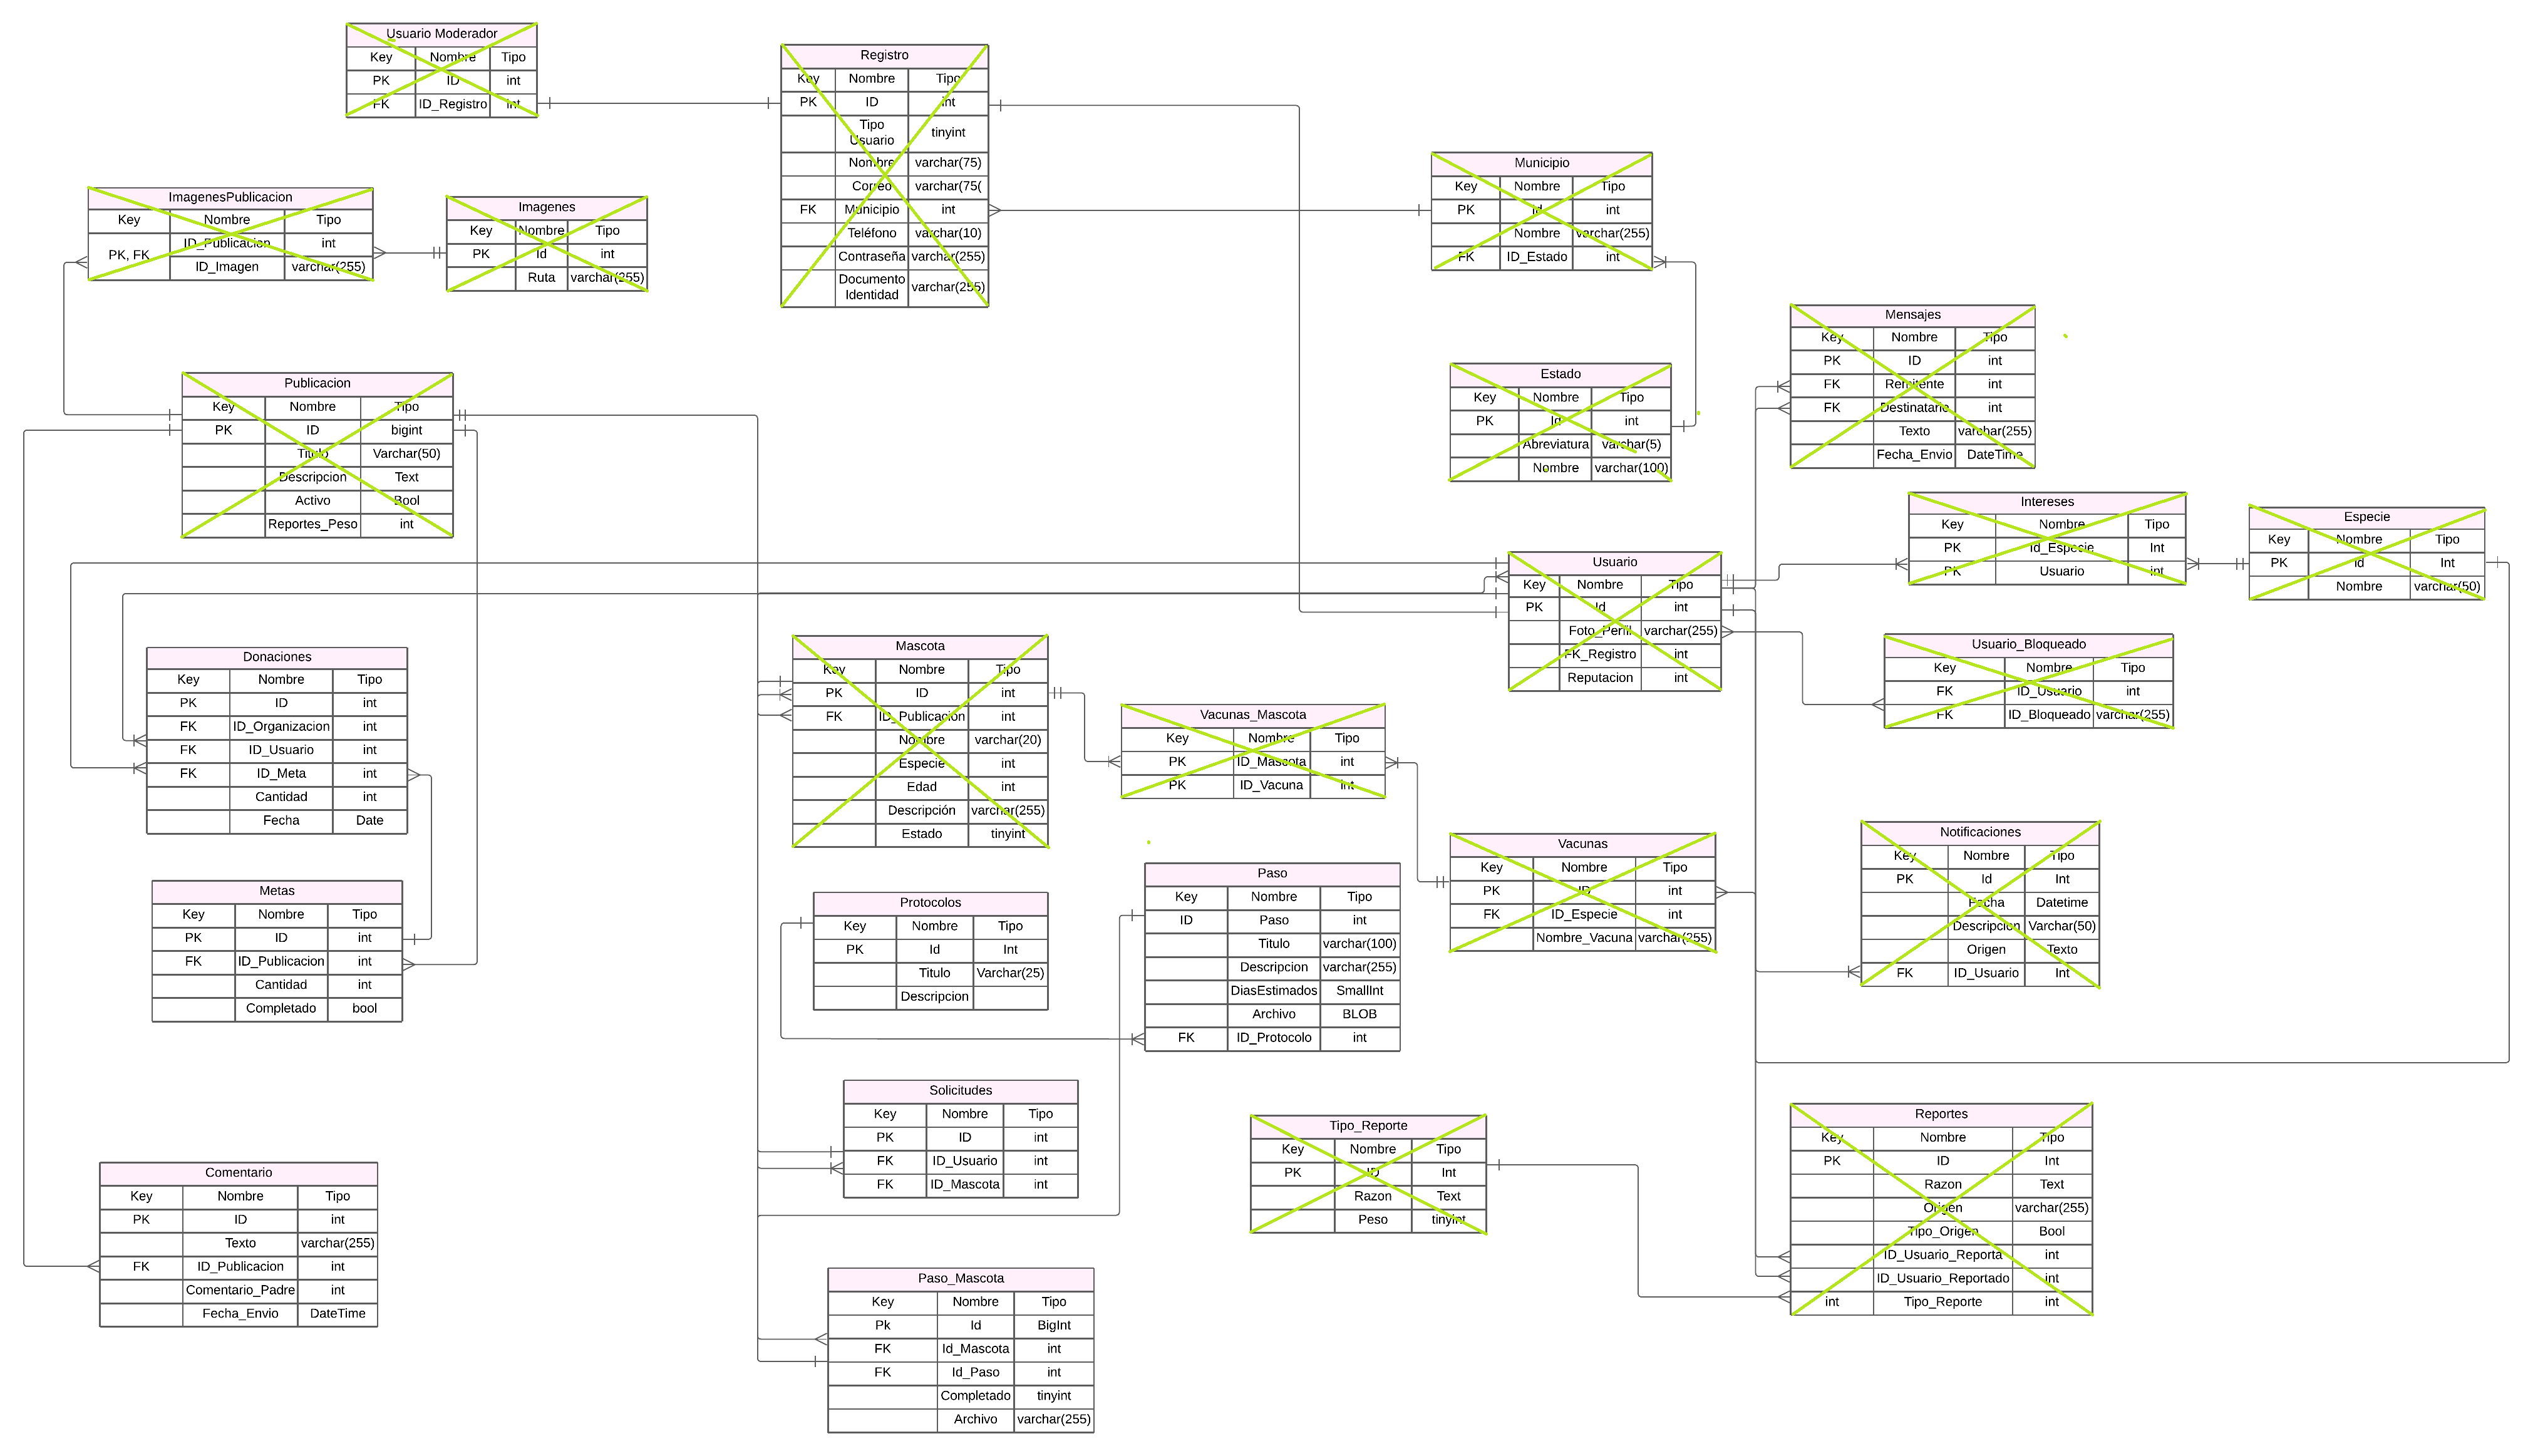 Usuario Moderador
Key Nombre Tipo
PK ID int
FK ID_Registro int
Registro
Key Nombre Tipo
PK ID int
Tipo
Usuario
tinyint
Nombre varchar(75)
Correo varchar(75(
FK Municipio int
Teléfono varchar(10)
Contraseña varchar(255)
Documento
Identidad
varchar(255)
Municipio
Key Nombre Tipo
PK Id int
Nombre varchar(255)
FK ID_Estado int
ImagenesPublicacion
Key Nombre Tipo
PK, FK
ID_Publicacion int
ID_Imagen varchar(255)
Imagenes
Key Nombre Tipo
PK Id int
Ruta varchar(255)
Mensajes
Key Nombre Tipo
PK ID int
FK Remitente int
FK Destinatario int
Texto varchar(255)
Fecha_Envio DateTime
Estado
Key Nombre Tipo
PK Id int
Abreviatura varchar(5)
Nombre varchar(100)
Publicacion
Key Nombre Tipo
PK ID bigint
Titulo Varchar(50)
Descripcion Text
Activo Bool
Reportes_Peso int
Intereses
Key Nombre Tipo
PK Id_Especie Int
PK Usuario int
Especie
Key Nombre Tipo
PK Id Int
Nombre varchar(50)
Usuario
Key Nombre Tipo
PK Id int
Foto_Perfil varchar(255)
FK_Registro int
Reputacion int
Usuario_Bloqueado
Key Nombre Tipo
FK ID_Usuario int
FK ID_Bloqueado varchar(255)
Donaciones
Key Nombre Tipo
PK ID int
FK ID_Organizacion int
FK ID_Usuario int
FK ID_Meta int
Cantidad int
Fecha Date
Mascota
Key Nombre Tipo
PK ID int
FK ID_Publicacion int
Nombre varchar(20)
Especie int
Edad int
Descripción varchar(255)
Estado tinyint
Vacunas_Mascota
Key Nombre Tipo
PK ID_Mascota int
PK ID_Vacuna int
Vacunas
Key Nombre Tipo
PK ID int
FK ID_Especie int
Nombre_Vacuna varchar(255)
Notificaciones
Key Nombre Tipo
PK Id Int
Fecha Datetime
Descripcion Varchar(50)
Origen Texto
FK ID_Usuario Int
Metas
Key Nombre Tipo
PK ID int
FK ID_Publicacion int
Cantidad int
Completado bool
Protocolos
Key Nombre Tipo
PK Id Int
Titulo Varchar(25)
Descripcion
Paso
Key Nombre Tipo
ID Paso int
Titulo varchar(100)
Descripcion varchar(255)
DiasEstimados SmallInt
Archivo BLOB
FK ID_Protocolo int
Solicitudes
Key Nombre Tipo
PK ID int
FK ID_Usuario int
FK ID_Mascota int
Tipo_Reporte
Key Nombre Tipo
PK ID Int
Razon Text
Peso tinyint
Reportes
Key Nombre Tipo
PK ID Int
Razon Text
Origen varchar(255)
Tipo_Origen Bool
ID_Usuario_Reporta int
ID_Usuario_Reportado int
int Tipo_Reporte int
Comentario
Key Nombre Tipo
PK ID int
Texto varchar(255)
FK ID_Publicacion int
Comentario_Padre int
Fecha_Envio DateTime
Paso_Mascota
Key Nombre Tipo
Pk Id BigInt
FK Id_Mascota int
FK Id_Paso int
Completado tinyint
Archivo varchar(255)